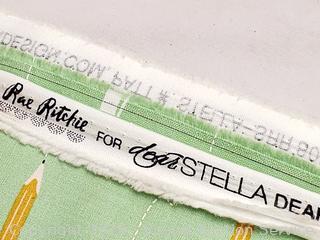 DESIGN.COM PATT #. STELLA-SRR
Rae Ritchie FOR dear STELLA DEAR